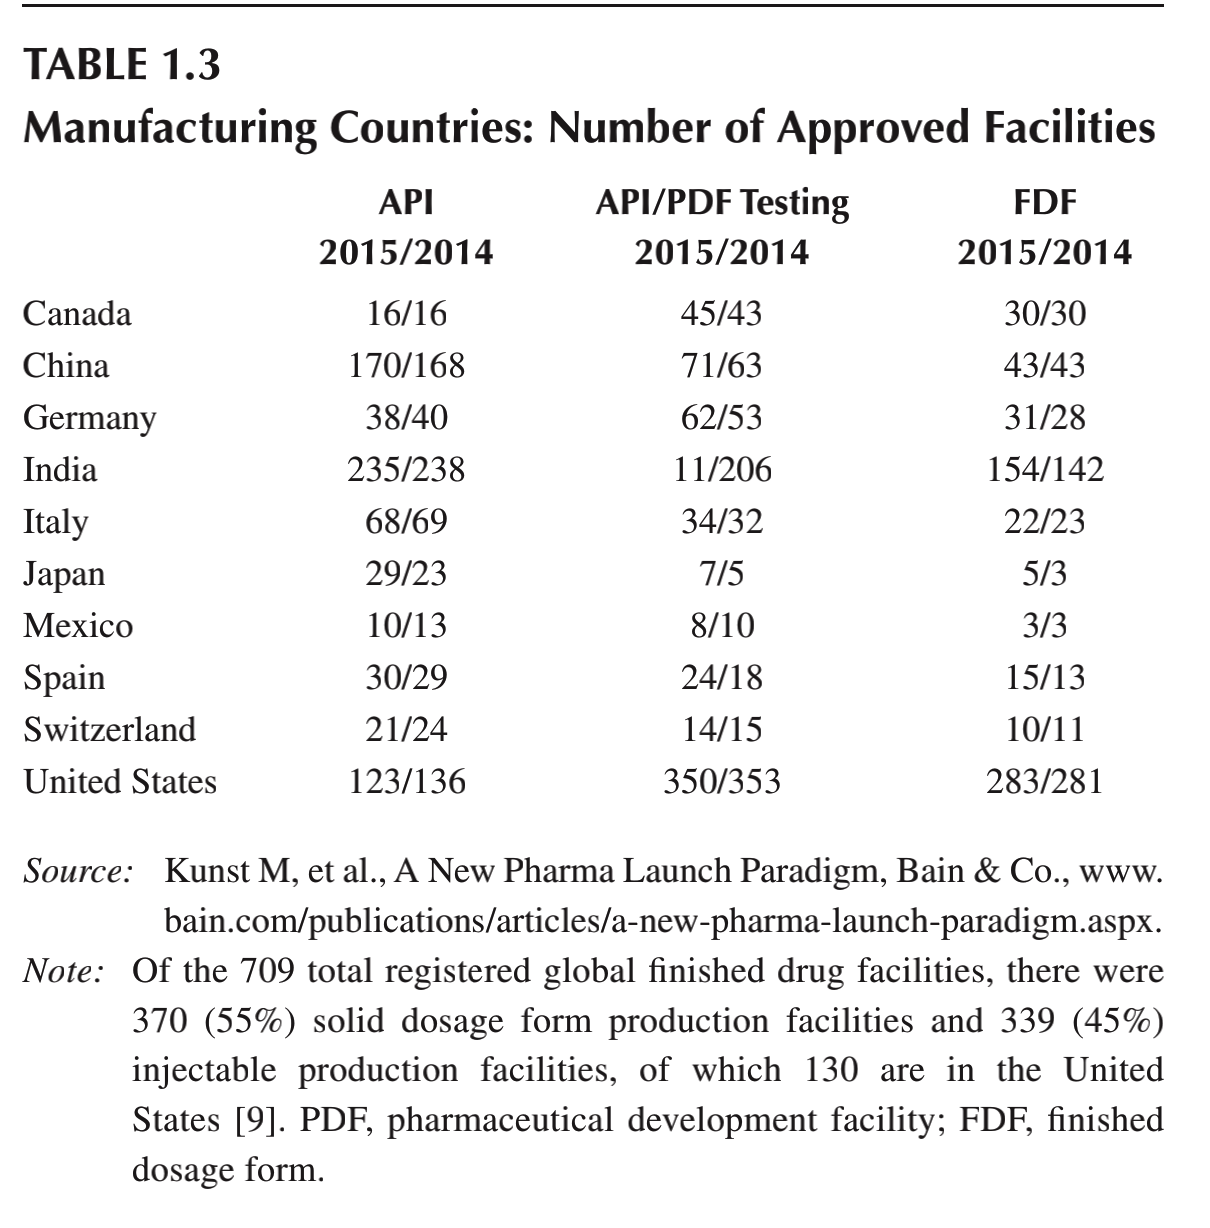 TABLE 1.3
Manufacturing Countries: Number of Approved Facilities
API API/PDF Testing FDF
2015/2014 2015/2014 2015/2014
Canada 16/16 45/43 30/30
China 170/168 71/63 43/43
Germany 38/40 62/53 31/28
India 235/238 11/206 154/142
Italy 68/69 34/32 22/23
Japan 29/23 7/5 5/3
Mexico 10/13 8/10 3/3
Spain 30/29 24/18 15/13
Switzerland 21/24 14/15 10/11
United States 123/136 350/353 283/281
Source: Kunst M, et al., A New Pharma Launch Paradigm, Bain & Co., www.
bain.com/publications/articles/a-new-pharma-launch-paradigm.aspx.
Note: Of the 709 total registered global finished drug facilities, there were
370 (55%) solid dosage form production facilities and 339 (45%)
injectable production facilities, of which 130 are in the United
States [9]. PDF, pharmaceutical development facility; FDF, finished
dosage form.